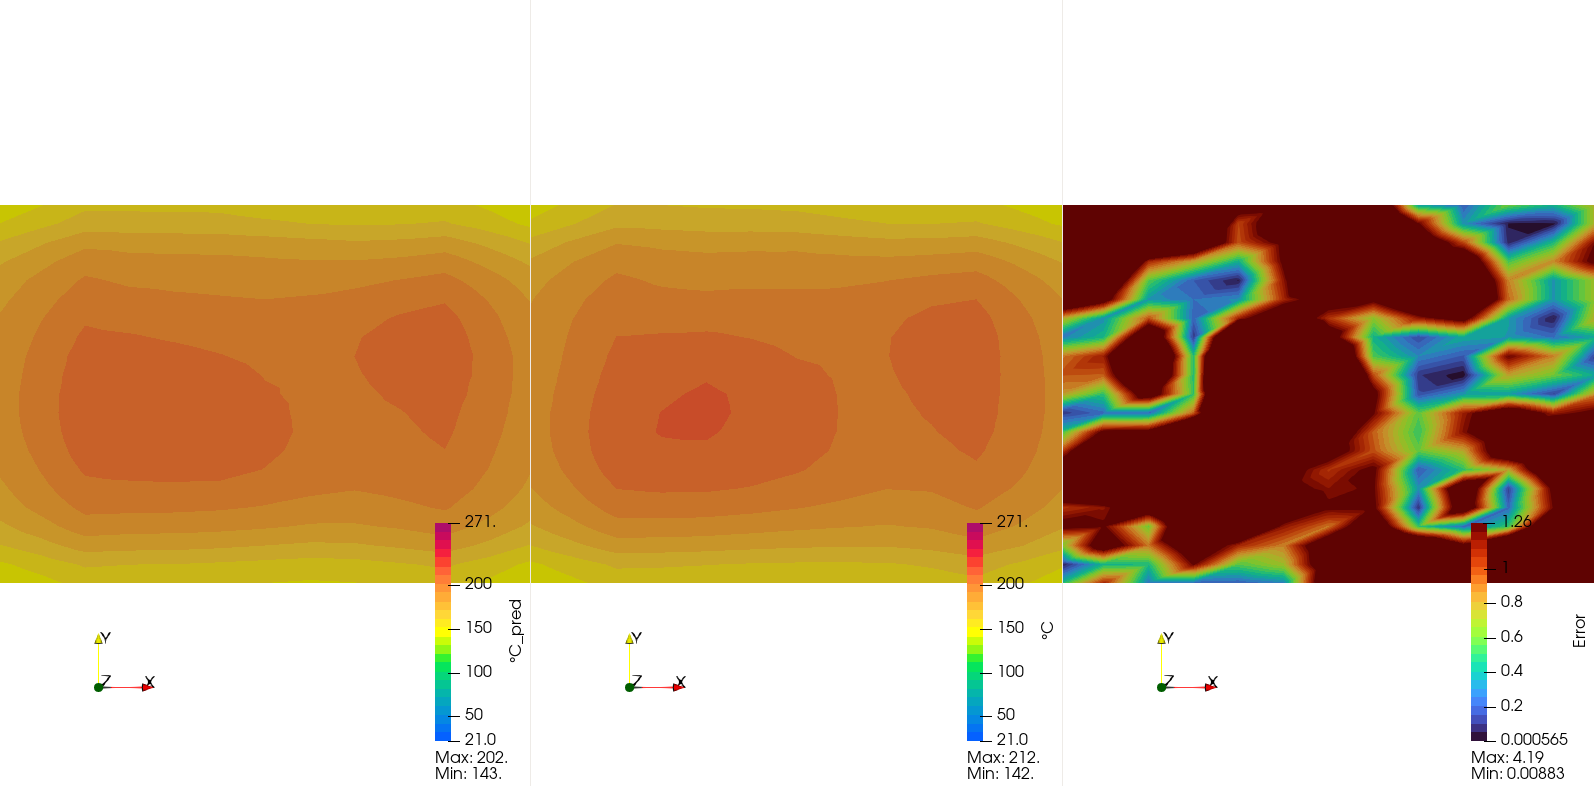 271.
200
150
100
50
21.0
°C_pred
Max: 202.
Min: 143.
Y
Z
X
271.
200
150
100
50
21.0
°C
Max: 212.
Min: 142.
Y
Z
X
1.26
1
0.8
0.6
0.4
0.2
0.000565
Error
Max: 4.19
Min: 0.00883
Y
Z
X